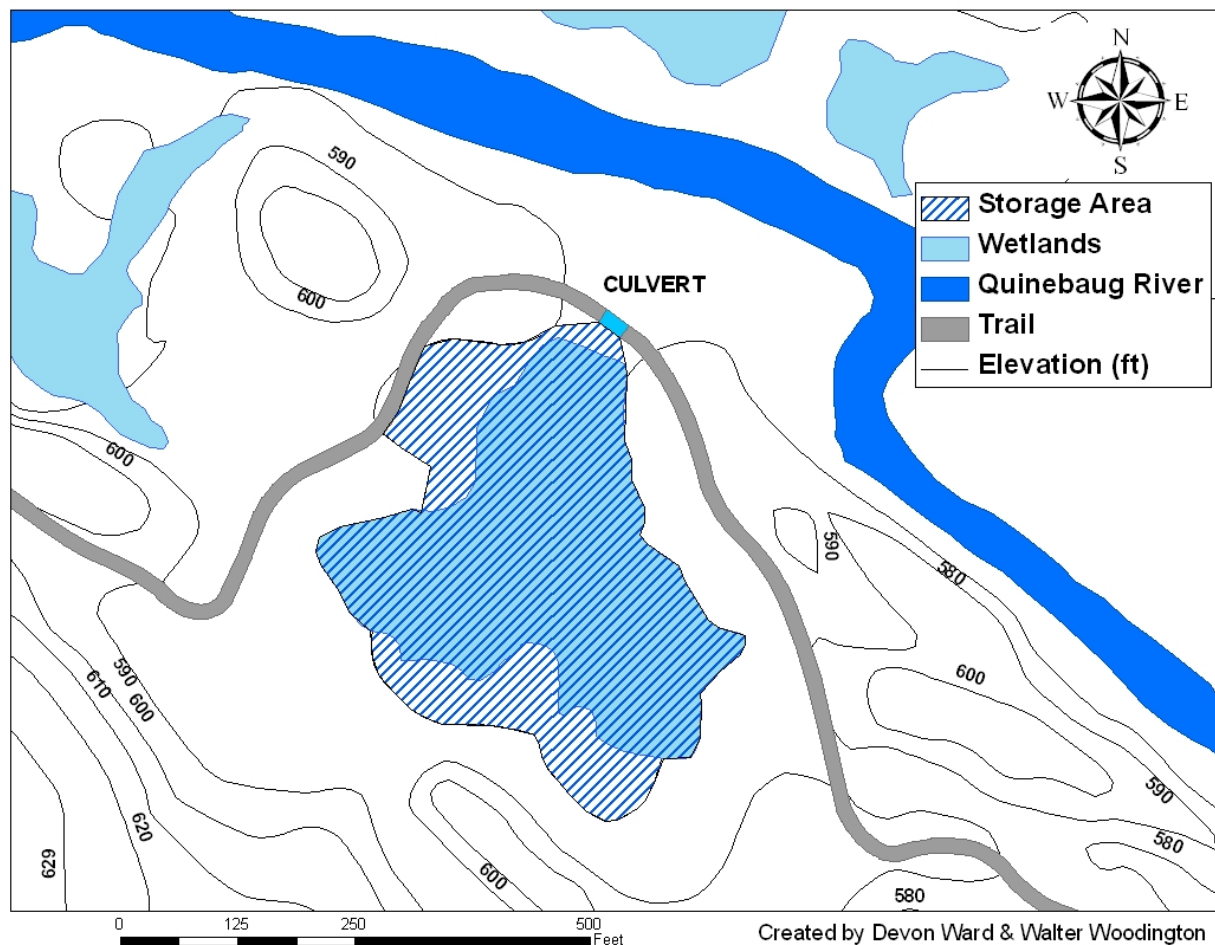 N
W E
S
590
Storage Area
Wetlands
Quinebaug River
Trail
Elevation (ft)
CULVERT
600
600
590
580
590
600
610
600
590
580
620
629
600
580
0 125 250 500
Feet
Created by Devon Ward & Walter Woodington